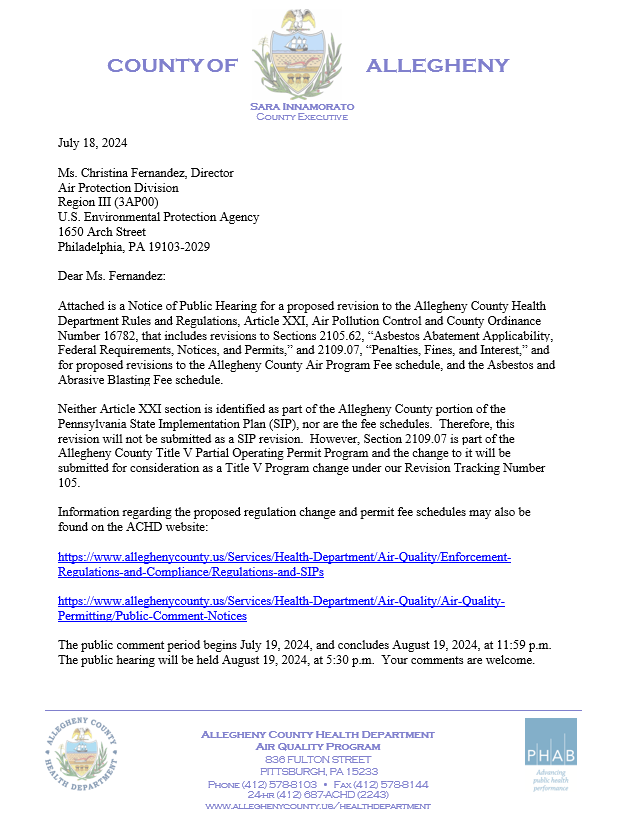 COUNTY OF ALLEGHENY
SARA INNAMORATO
COUNTY EXECUTIVE
July 18, 2024
Ms. Christina Fernandez, Director
Air Protection Division
Region III (3AP00)
U.S. Environmental Protection Agency
1650 Arch Street
Philadelphia, PA 19103-2029
Dear Ms. Fernandez:
Attached is a Notice of Public Hearing for a proposed revision to the Allegheny County Health
Department Rules and Regulations, Article XXI, Air Pollution Control and County Ordinance
Number 16782, that includes revisions to Sections 2105.62, “Asbestos Abatement Applicability,
Federal Requirements, Notices, and Permits,” and 2109.07, “Penalties, Fines, and Interest,” and
for proposed revisions to the Allegheny County Air Program Fee schedule, and the Asbestos and
Abrasive Blasting Fee schedule.
Neither Article XXI section is identified as part of the Allegheny County portion of the
Pennsylvania State Implementation Plan (SIP), nor are the fee schedules.  Therefore, this
revision will not be submitted as a SIP revision.  However, Section 2109.07 is part of the
Allegheny County Title V Partial Operating Permit Program and the change to it will be
submitted for consideration as a Title V Program change under our Revision Tracking Number
105.
Information regarding the proposed regulation change and permit fee schedules may also be
found on the ACHD website:
https://www.alleghenycounty.us/Services/Health-Department/Air-Quality/Enforcement-
Regulations-and-Compliance/Regulations-and-SIPs
https://www.alleghenycounty.us/Services/Health-Department/Air-Quality/Air-Quality-
Permitting/Public-Comment-Notices
The public comment period begins July 19, 2024, and concludes August 19, 2024, at 11:59 p.m.
The public hearing will be held August 19, 2024, at 5:30 p.m.  Your comments are welcome.
ALLEGHENY COUNTY
HEALTH DEPARTMENT
ALLEGHENY COUNTY HEALTH DEPARTMENT
AIR QUALITY PROGRAM
836 FULTON STREET
PITTSBURGH, PA 15233
PHONE (412) 578-8103 • FAX (412) 578-8144
24-HR (412) 687-ACHD (2243)
WWW.ALLEGHENYCOUNTY.US/HEALTHDEPARTMENT
PHAB
Advancing
public health
performance